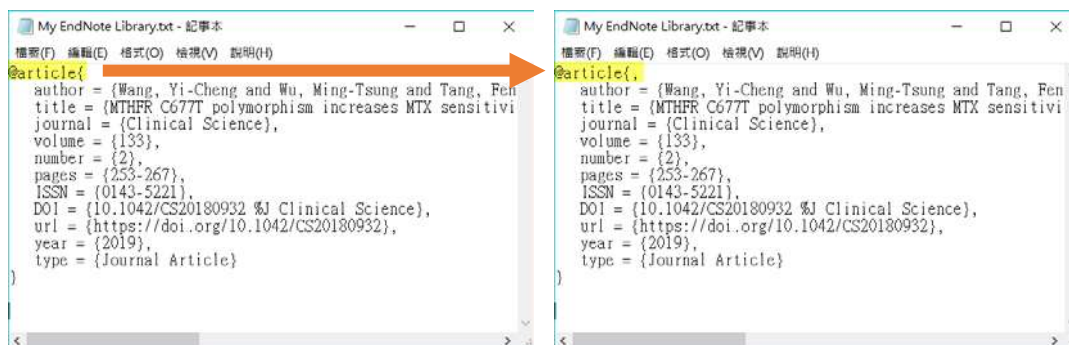 My EndNote Library.txt - 記事本
檔案(F) 編輯(E) 格式(O) 檢視(V) 說明(H)
@article{
author = {Wang, Yi-Cheng and Wu, Ming-Tsung and Tang, Fen
title = {MTHFR C677T polymorphism increases MTX sensitivi
journal = {Clinical Science},
volume = {133},
number = {2},
pages = {253-267},
ISSN = {0143-5221},
DOI = {10.1042/CS20180932 %J Clinical Science},
url = {https://doi.org/10.1042/CS20180932},
year = {2019},
type = {Journal Article}
}
My EndNote Library.txt - 記事本
檔案(F) 編輯(E) 格式(O) 檢視(V) 說明(H)
@article{,
author = {Wang, Yi-Cheng and Wu, Ming-Tsung and Tang, Fen
title = {MTHFR C677T polymorphism increases MTX sensitivi
journal = {Clinical Science},
volume = {133},
number = {2},
pages = {253-267},
ISSN = {0143-5221},
DOI = {10.1042/CS20180932 %J Clinical Science},
url = {https://doi.org/10.1042/CS20180932},
year = {2019},
type = {Journal Article}
}